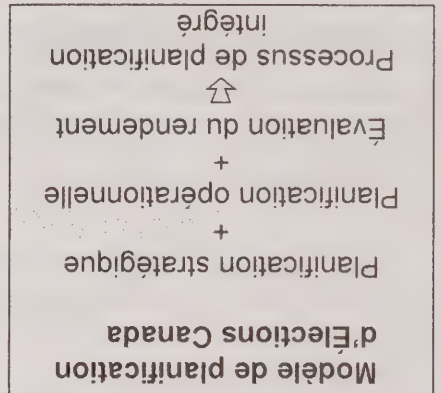 Modèle de planification
d'Élections Canada
Planification stratégique
+
Planification opérationnelle
+
Évaluation du rendement
Processus de planification
intégré